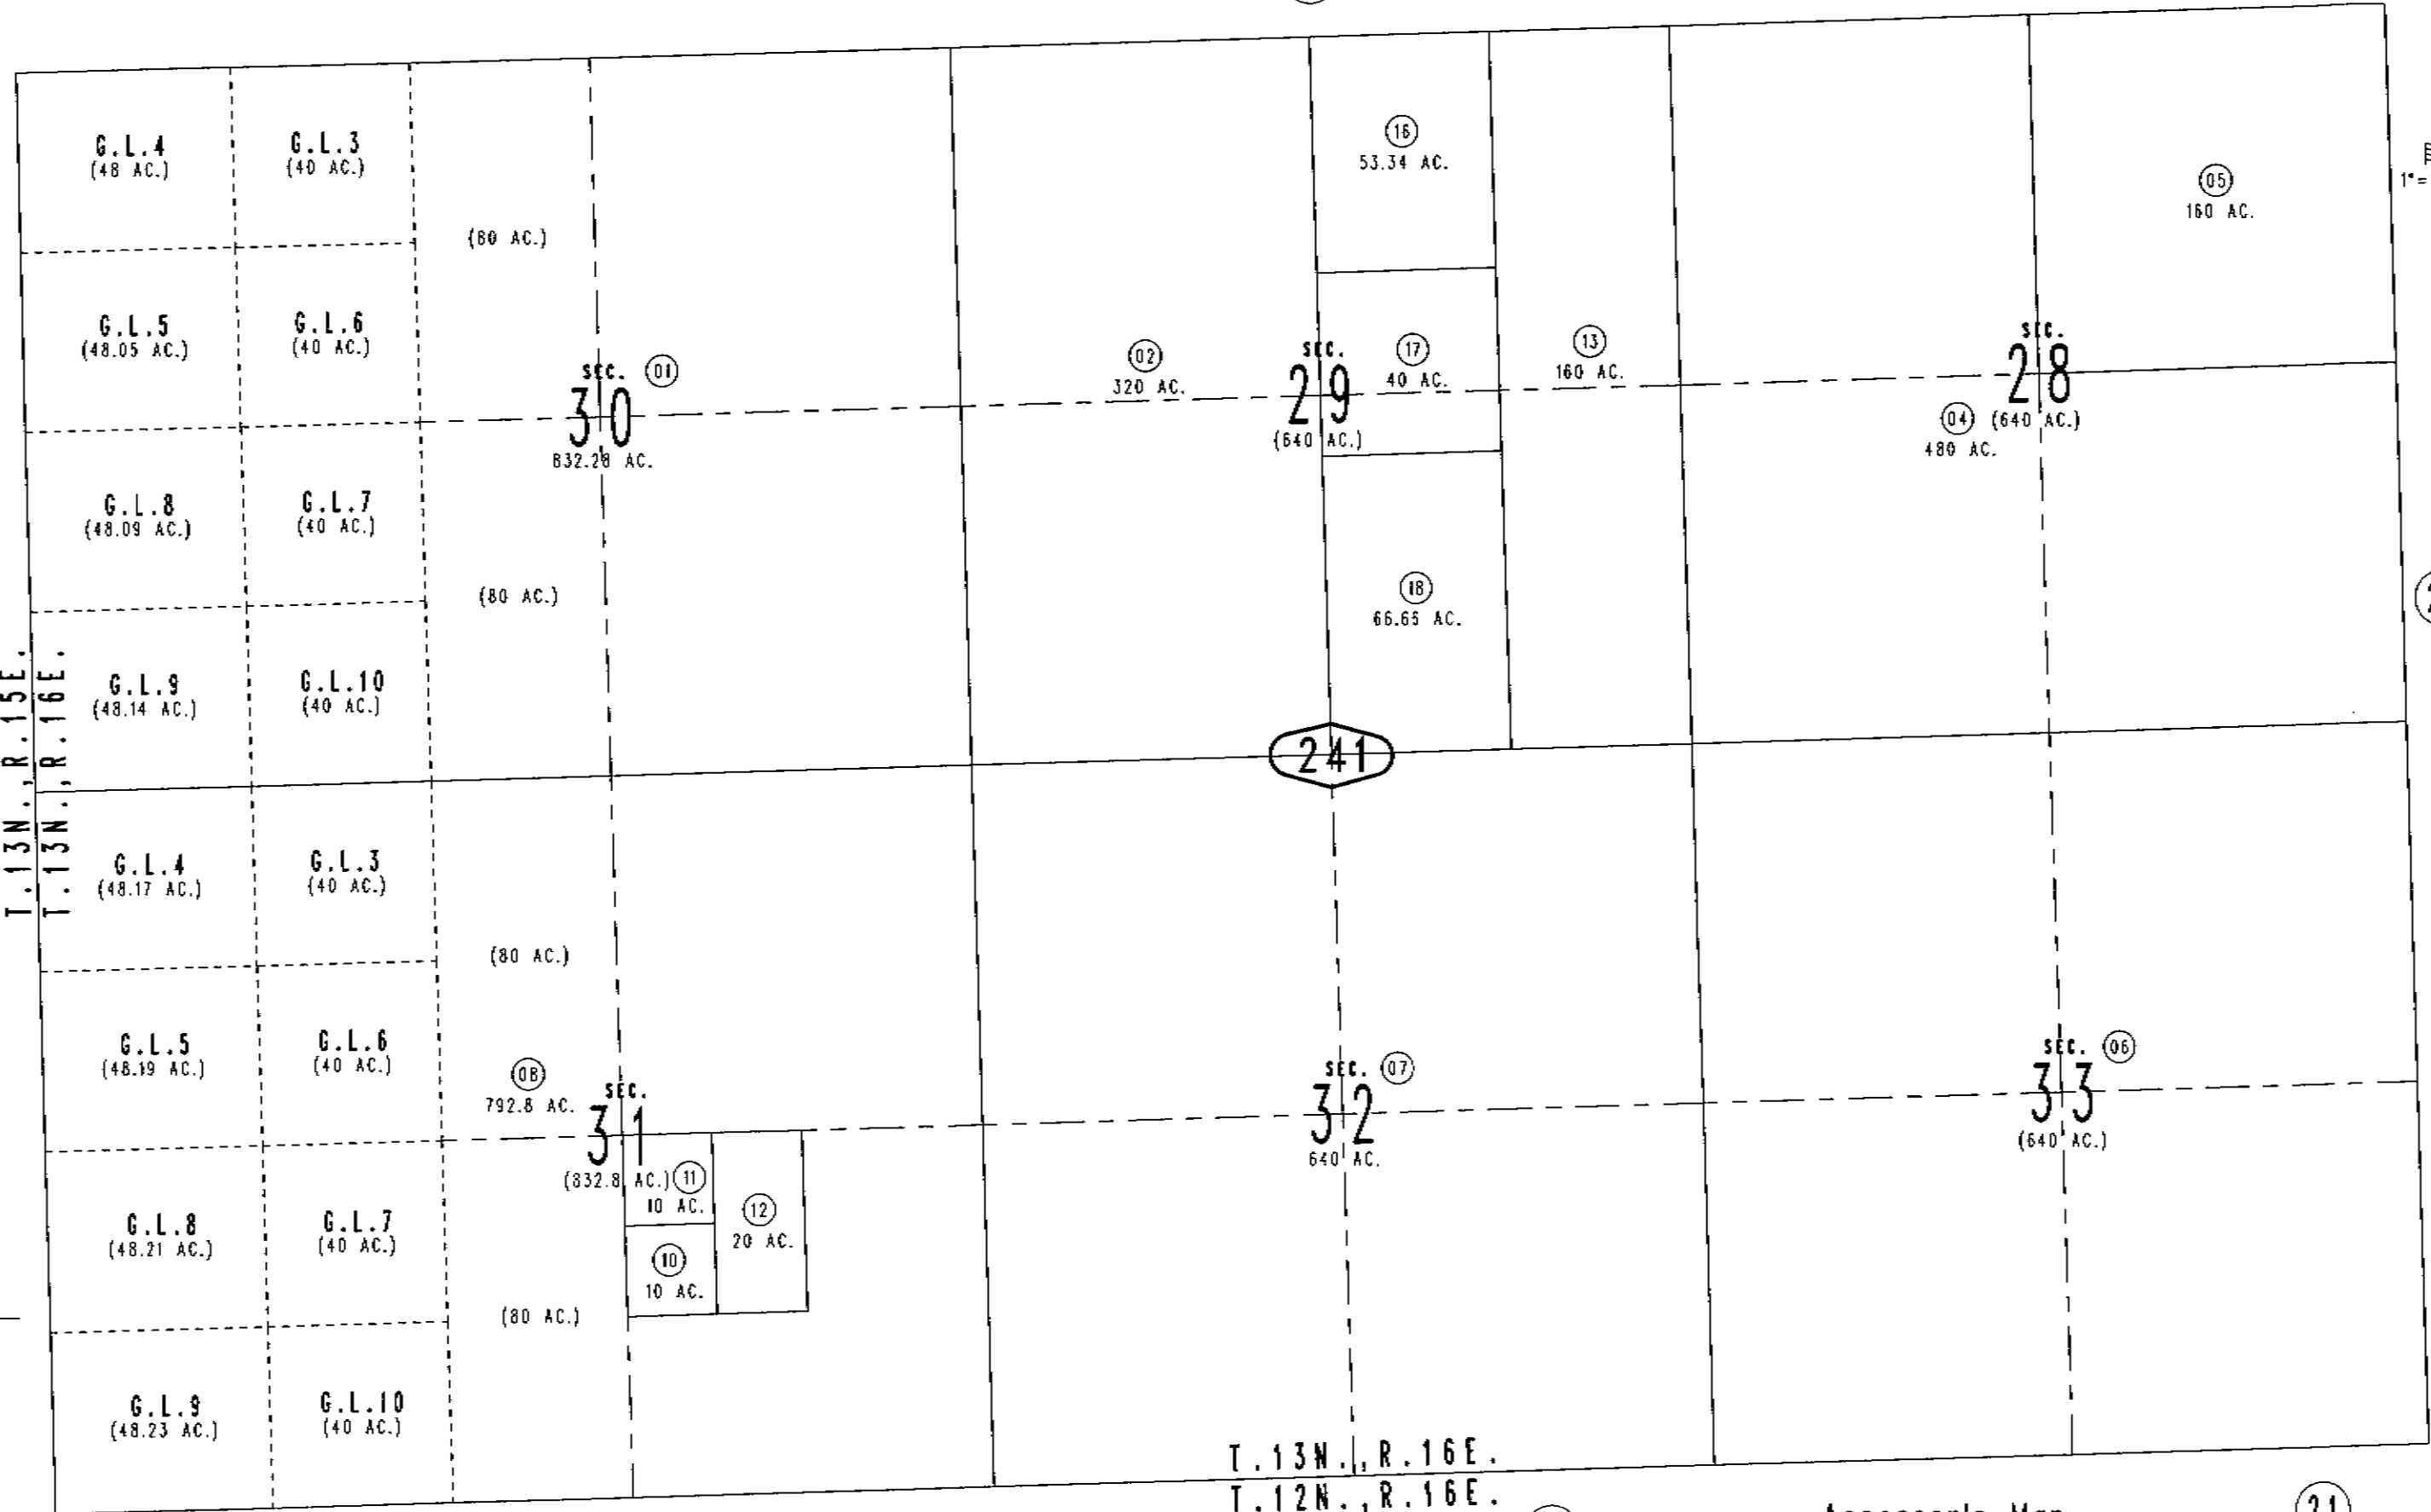 G.L.4
(48 AC.)
G.L.3
(40 AC.)
(80 AC.)
G.L.5
(48.05 AC.)
G.L.6
(40 AC.)
SEC. 01
30
832.28 AC.
G.L.8
(48.09 AC.)
G.L.7
(40 AC.)
(80 AC.)
G.L.9
(48.14 AC.)
G.L.10
(40 AC.)
02
320 AC.
16
53.34 AC.
SEC.
29
(640 AC.)
17
40 AC.
13
160 AC.
18
66.65 AC.
05
160 AC.
1"=
SEC.
28
04 (640 AC.)
480 AC.
241
T.13N.,R.15E.
T.13N.,R.16E.
G.L.4
(48.17 AC.)
G.L.3
(40 AC.)
(80 AC.)
G.L.5
(48.19 AC.)
G.L.6
(40 AC.)
08
792.8 AC.
SEC.
31
(832.8 AC.)
11
10 AC.
12
20 AC.
10
10 AC.
G.L.8
(48.21 AC.)
G.L.7
(40 AC.)
(80 AC.)
G.L.9
(48.23 AC.)
G.L.10
(40 AC.)
SEC. 07
32
640 AC.
SEC. 06
33
(640 AC.)
T.13N.,R.16E.
T.12N.,R.16E.
Assessor's Map
21